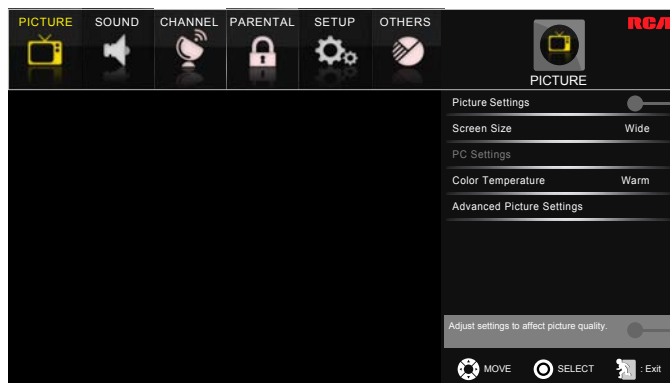 PICTURE SOUND CHANNEL PARENTAL SETUP OTHERS
RCA
PICTURE
Picture Settings
Screen Size Wide
PC Settings
Color Temperature Warm
Advanced Picture Settings
Adjust settings to affect picture quality.
MOVE SELECT : Exit